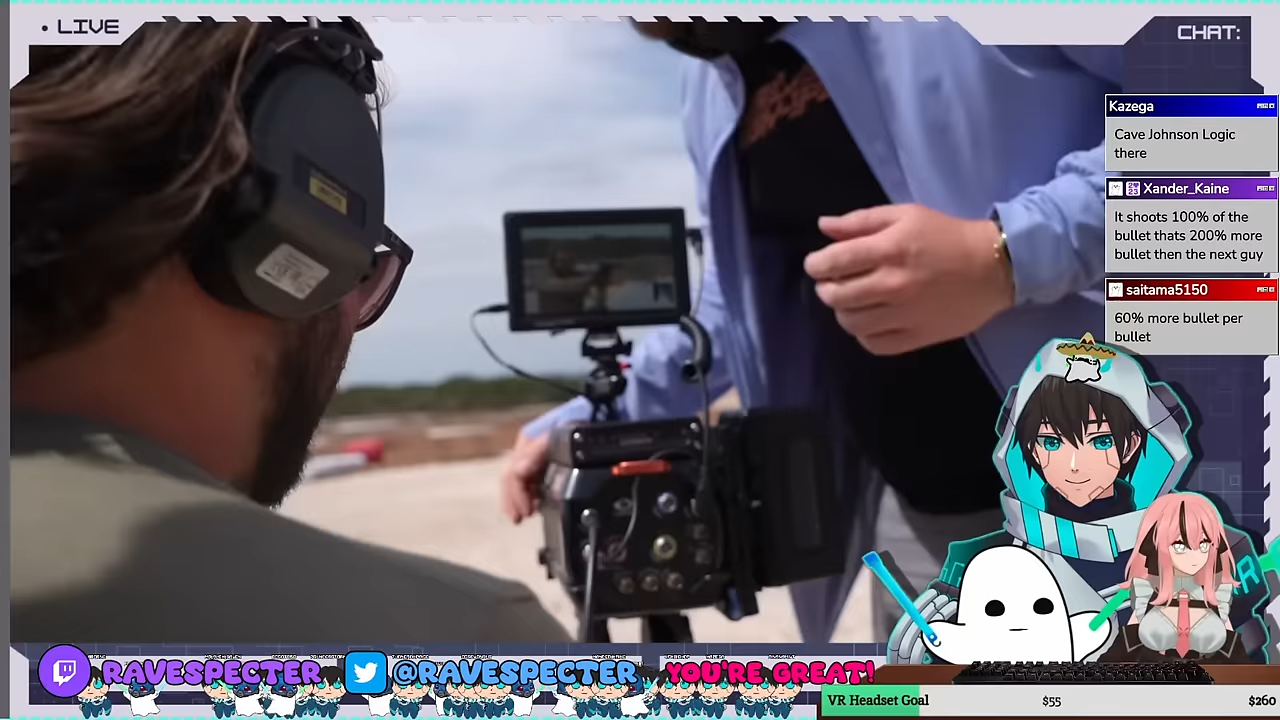 • LIVE
CHAT:
Kazega
Cave Johnson Logic
there
Xander_Kaine
It shoots 100% of the
bullet thats 200% more
bullet then the next guy
saitama5150
60% more bullet per
bullet
RAVESPECTER
@RAVESPECTER
YOU'RE GREAT!
VR Headset Goal
$55
$260